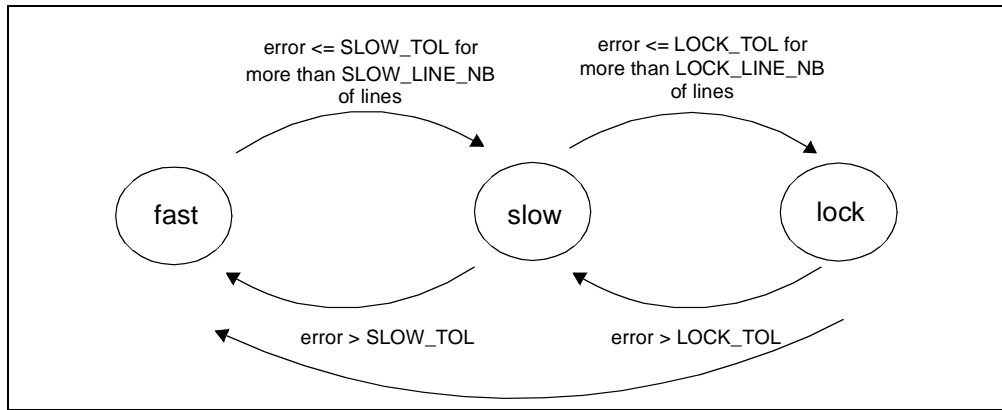 error <= SLOW_TOL for
more than SLOW_LINE_NB
of lines
error <= LOCK_TOL for
more than LOCK_LINE_NB
of lines
fast
slow
lock
error > SLOW_TOL
error > LOCK_TOL